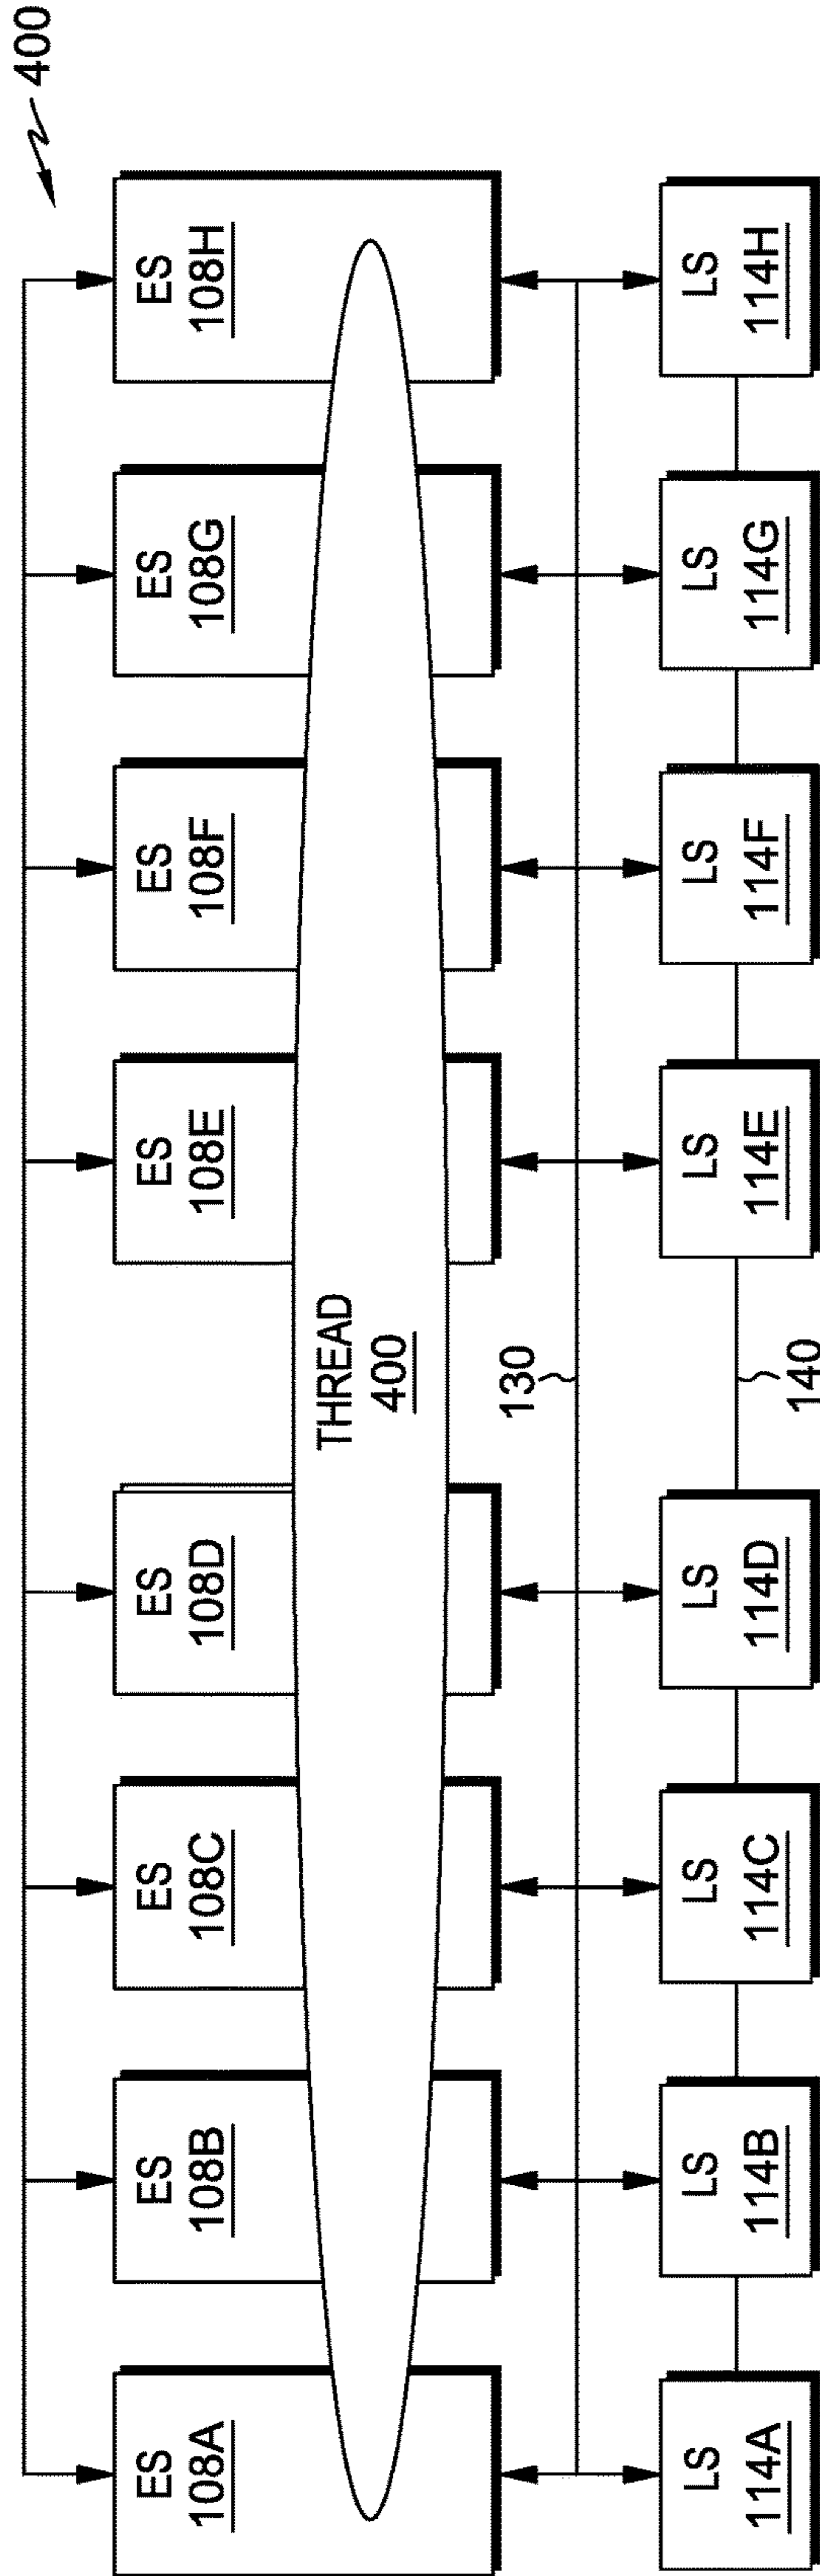 400
ES
108A
ES
108B
ES
108C
ES
108D
ES
108E
ES
108F
ES
108G
ES
108H
THREAD
400
130
LS
114A
LS
114B
LS
114C
LS
114D
LS
114E
LS
114F
LS
114G
LS
114H
140